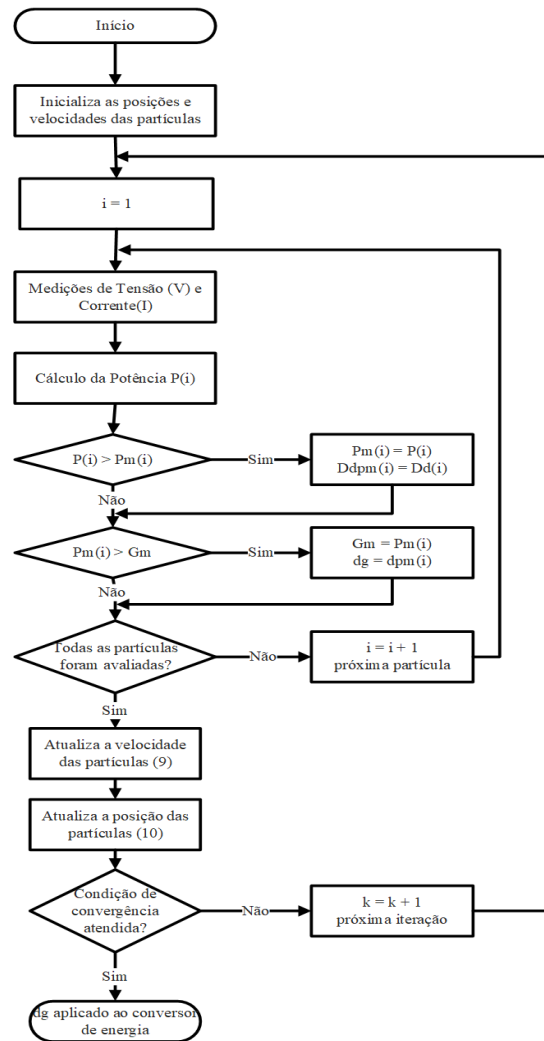 Início
Inicializa as posições e
velocidades das partículas
i = 1
Medições de Tensão (V) e
Corrente(I)
Cálculo da Potência P(i)
P(i) > Pm(i)
Sim
Pm(i) = P(i)
Ddpm(i) = Dd(i)
Não
Pm(i) > Gm
Sim
Gm = Pm(i)
dg = dpm(i)
Não
Todas as partículas
foram avaliadas?
Não
i = i + 1
próxima partícula
Sim
Atualiza a velocidade
das partículas (9)
Atualiza a posição das
partículas (10)
Condição de
convergência
atendida?
Não
k = k + 1
próxima iteração
Sim
dg aplicado ao conversor
de energia